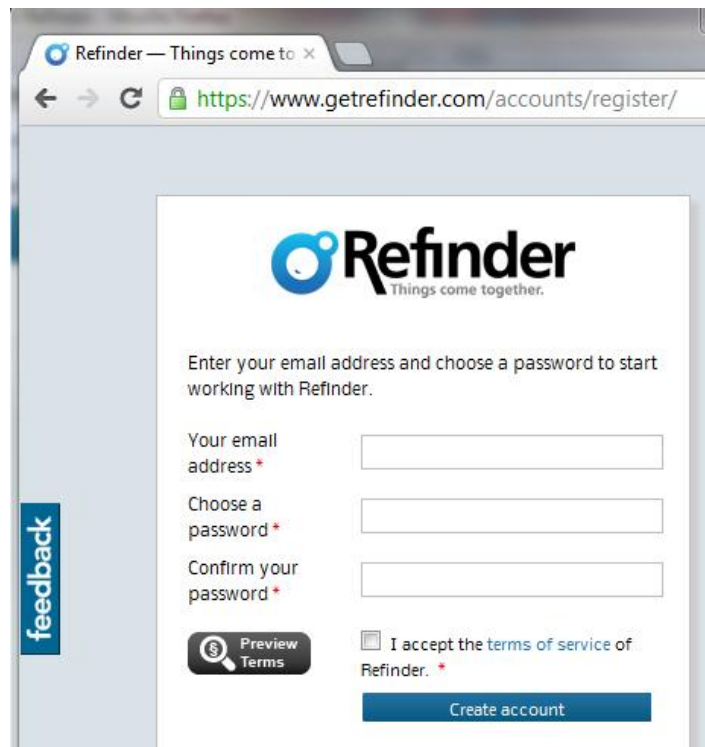 Refinder — Things come to
https://www.getrefinder.com/accounts/register/
Refinder
Things come together.
Enter your email address and choose a password to start
working with Refinder.
Your email
address *
Choose a
password *
Confirm your
password *
feedback
§ Preview
Terms
I accept the terms of service of
Refinder. *
Create account